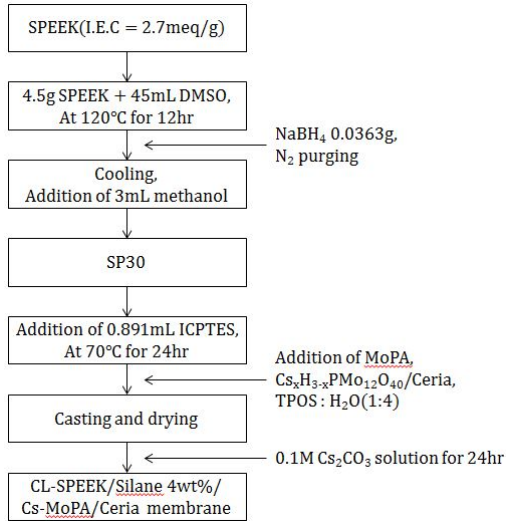 SPEEK(I.E.C = 2.7meq/g)
4.5g SPEEK + 45mL DMSO,
At 120℃ for 12hr
NaBH₄ 0.0363g,
N₂ purging
Cooling,
Addition of 3mL methanol
SP30
Addition of 0.891mL ICPTES,
At 70℃ for 24hr
Addition of MoPA,
CsₓH₃₋ₓPMo₁₂O₄₀/Ceria,
TPOS : H₂O(1:4)
Casting and drying
0.1M Cs₂CO₃ solution for 24hr
CL-SPEEK/Silane 4wt%/
Cs-MoPA/Ceria membrane